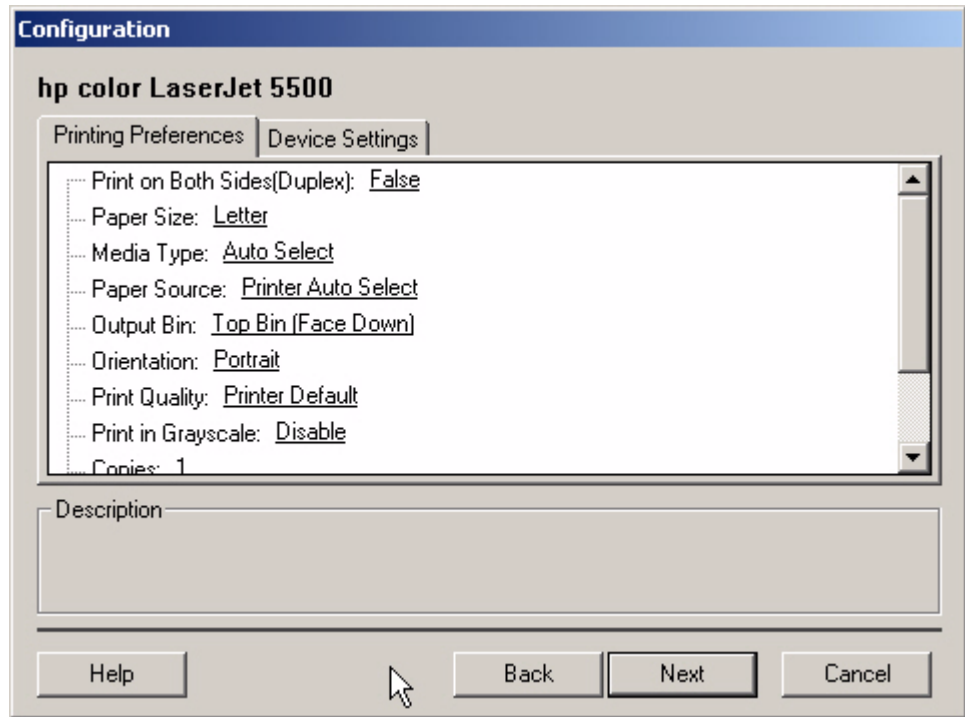 Configuration
hp color LaserJet 5500
Printing Preferences
Device Settings
Print on Both Sides(Duplex): False
Paper Size: Letter
Media Type: Auto Select
Paper Source: Printer Auto Select
Output Bin: Top Bin (Face Down)
Orientation: Portrait
Print Quality: Printer Default
Print in Grayscale: Disable
Copies: 1
Description
Help
Back
Next
Cancel